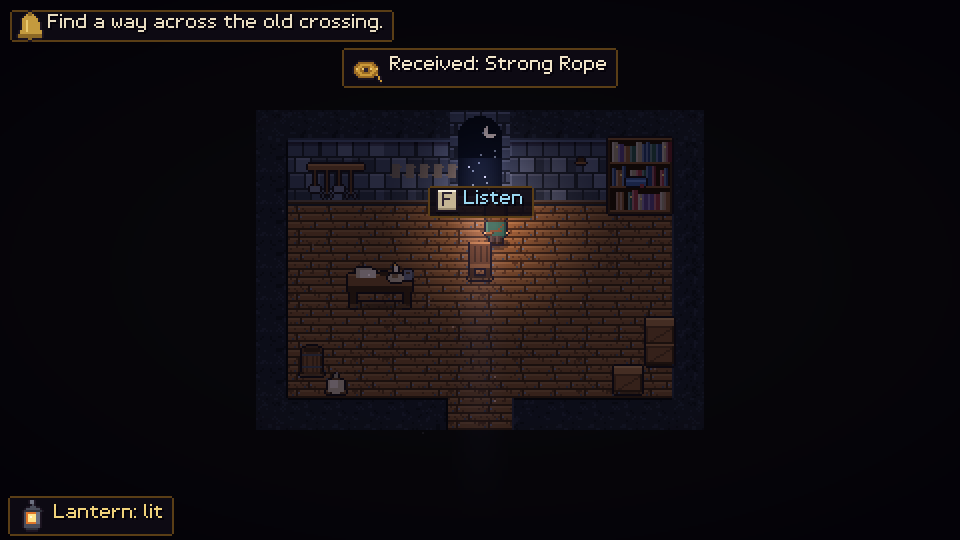 Find a way across the old crossing.
Received: Strong Rope
F Listen
Lantern: lit